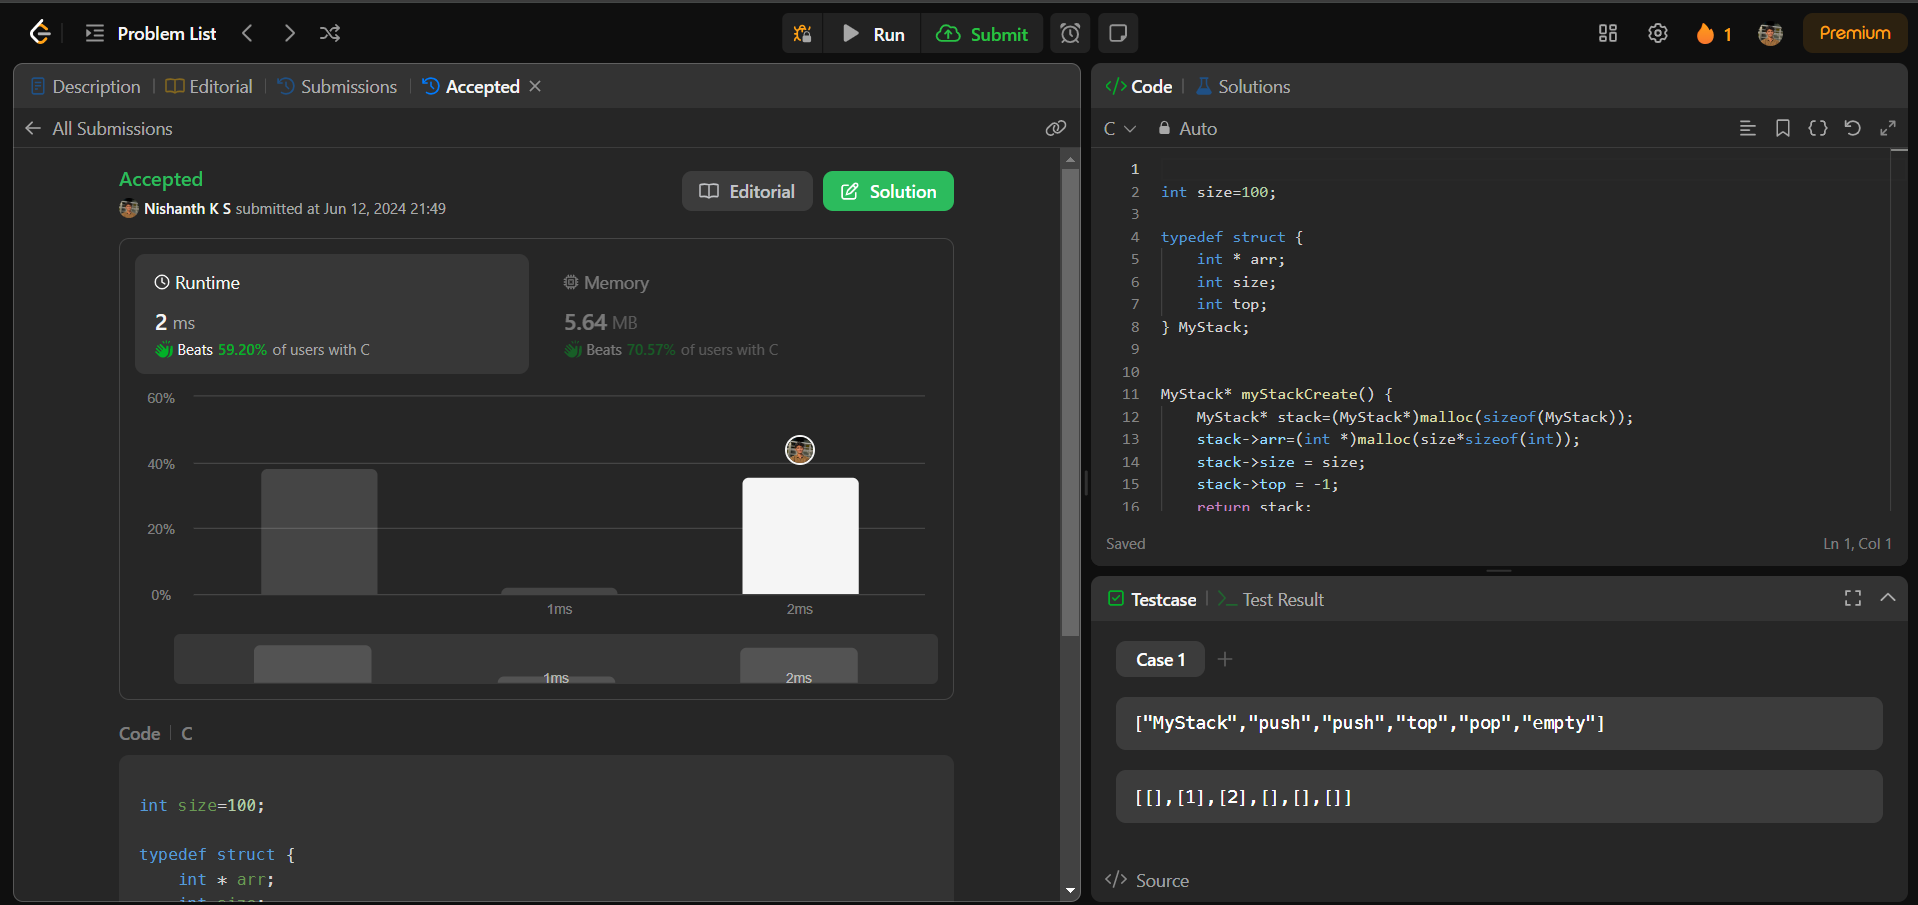 Problem List
Run
Submit
1
Premium
Description
Editorial
Submissions
Accepted
All Submissions
Accepted
Nishanth K S submitted at Jun 12, 2024 21:49
Editorial
Solution
Runtime
2 ms
Beats 59.20% of users with C
Memory
5.64 MB
Beats 70.57% of users with C
60%
40%
20%
0%
1ms
2ms
1ms
2ms
Code
C
int size=100;
typedef struct {
int * arr;
int size;
</> Code
Solutions
C
Auto
1
2 int size=100;
3
4 typedef struct {
5 int * arr;
6 int size;
7 int top;
8 } MyStack;
9
10
11 MyStack* myStackCreate() {
12 MyStack* stack=(MyStack*)malloc(sizeof(MyStack));
13 stack->arr=(int *)malloc(size*sizeof(int));
14 stack->size = size;
15 stack->top = -1;
16 return stack;
Saved
Ln 1, Col 1
Testcase
Test Result
Case 1
["MyStack","push","push","top","pop","empty"]
[[],[1],[2],[],[],[]]
</> Source